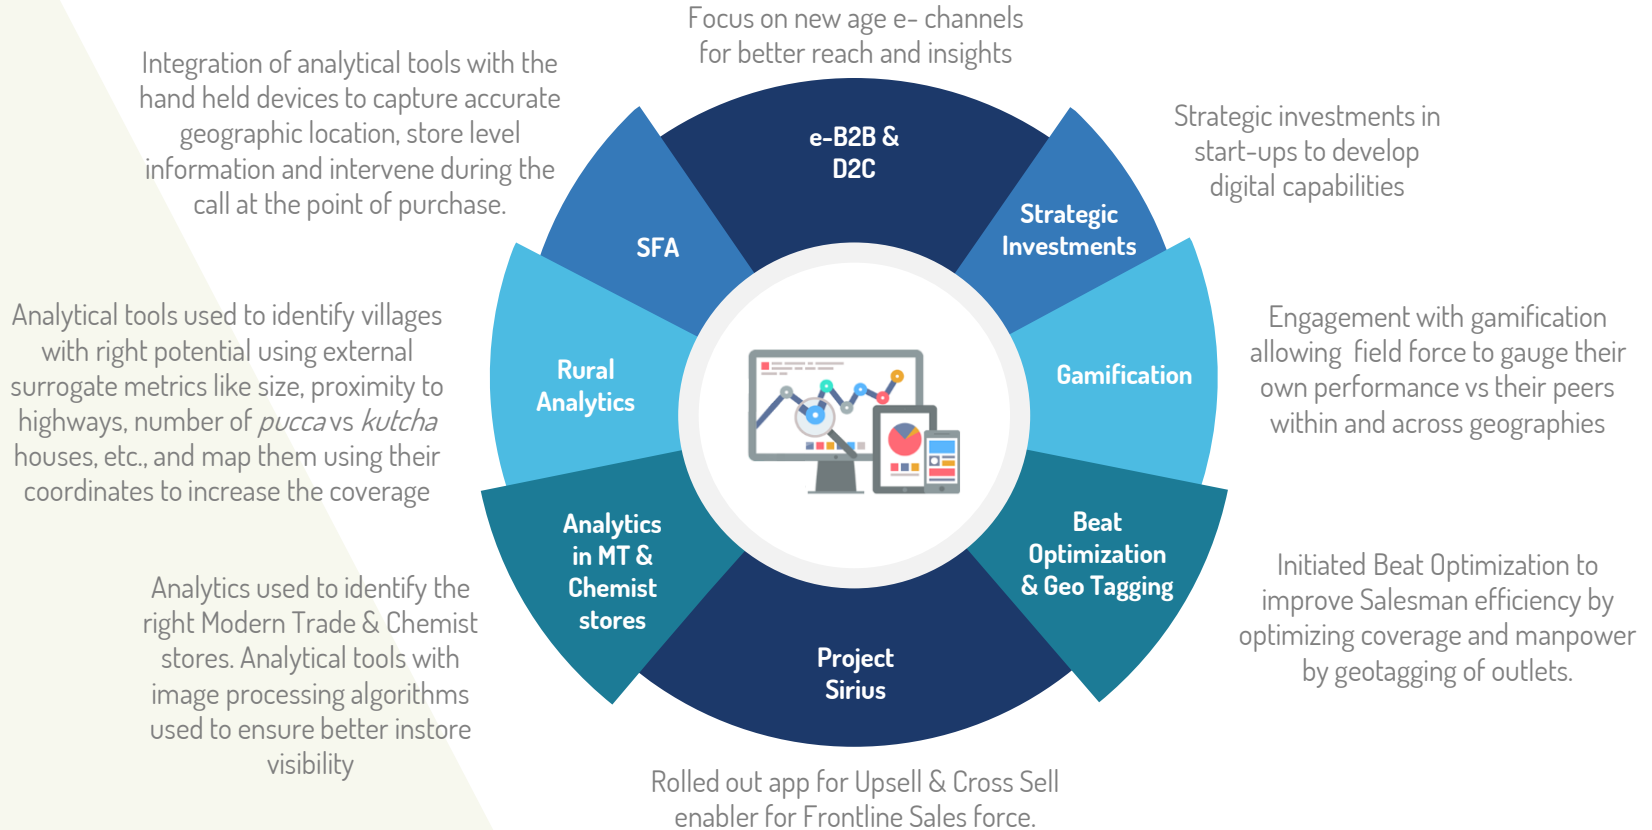 Focus on new age e- channels
for better reach and insights
e-B2B &
D2C
Strategic investments in
start-ups to develop
digital capabilities
Strategic
Investments
Engagement with gamification
allowing field force to gauge their
own performance vs their peers
within and across geographies
Gamification
Initiated Beat Optimization to
improve Salesman efficiency by
optimizing coverage and manpower
by geotagging of outlets.
Beat
Optimization
& Geo Tagging
Project
Sirius
Rolled out app for Upsell & Cross Sell
enabler for Frontline Sales force.
Analytics
in MT &
Chemist
stores
Analytics used to identify the
right Modern Trade & Chemist
stores. Analytical tools with
image processing algorithms
used to ensure better instore
visibility
Rural
Analytics
Analytical tools used to identify villages
with right potential using external
surrogate metrics like size, proximity to
highways, number of pucca vs kutcha
houses, etc., and map them using their
coordinates to increase the coverage
SFA
Integration of analytical tools with the
hand held devices to capture accurate
geographic location, store level
information and intervene during the
call at the point of purchase.